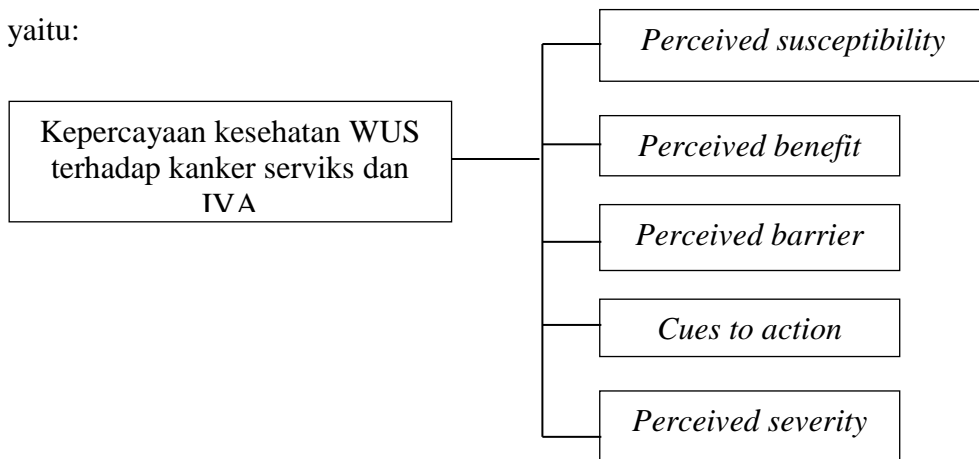 yaitu:
Perceived susceptibility
Kepercayaan kesehatan WUS
terhadap kanker serviks dan
IVA
Perceived benefit
Perceived barrier
Cues to action
Perceived severity